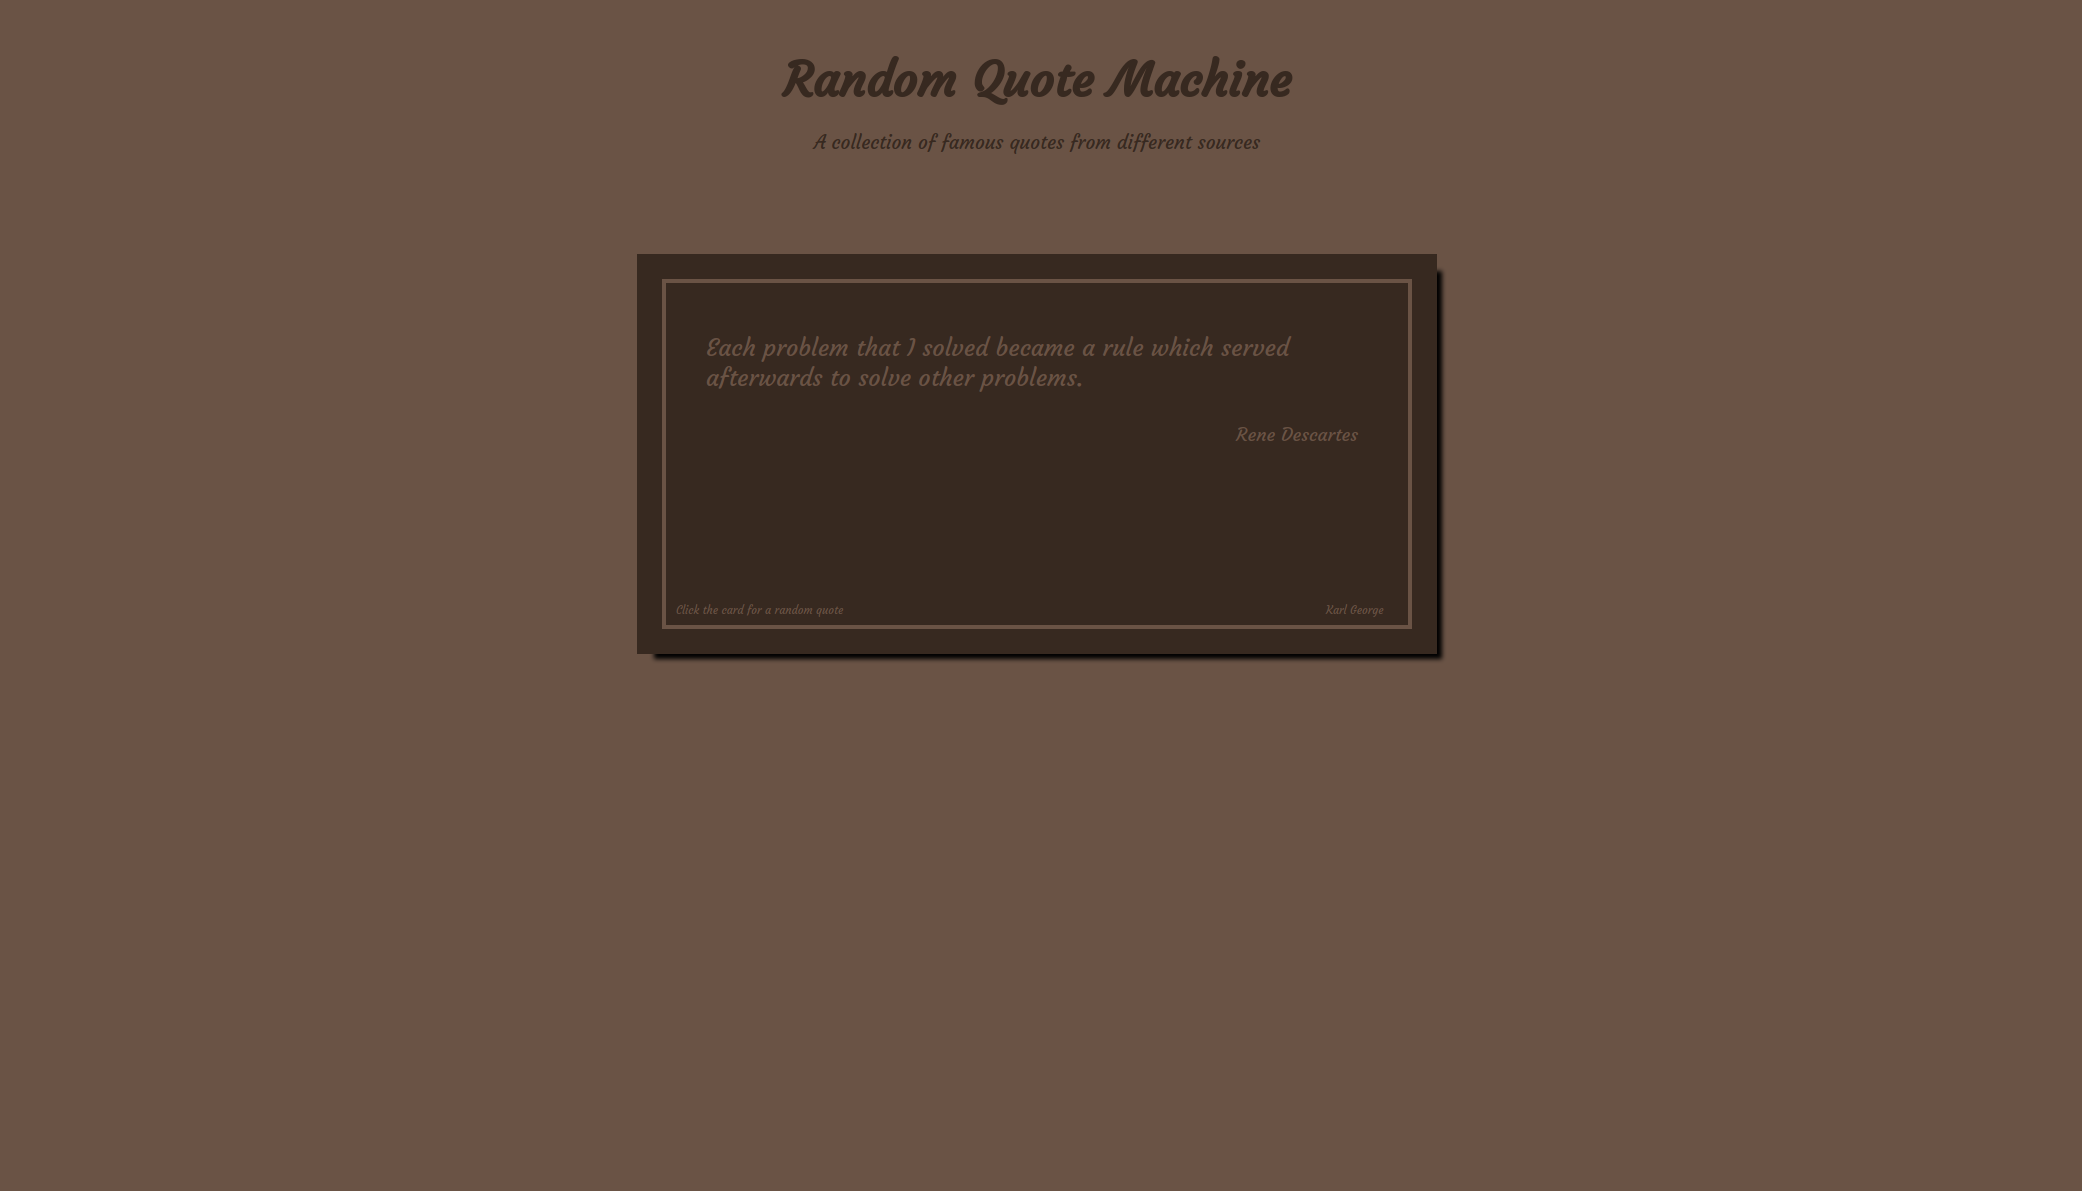 Random Quote Machine
A collection of famous quotes from different sources
Each problem that I solved became a rule which served
afterwards to solve other problems.
Rene Descartes
Click the card for a random quote
Karl George